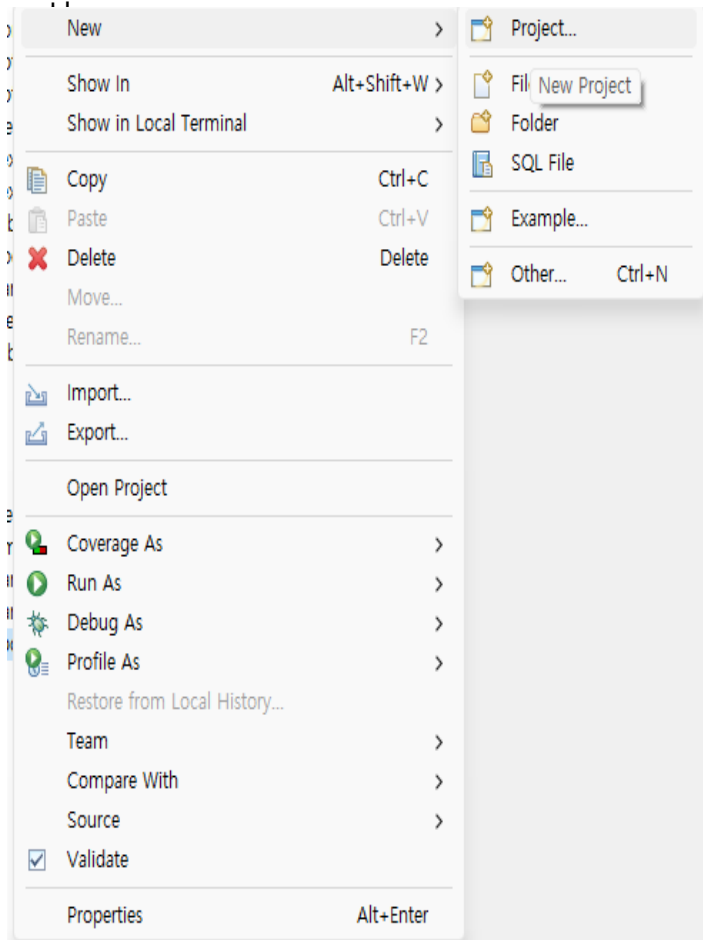 New >
Show In Alt+Shift+W >
Show in Local Terminal >
Copy Ctrl+C
Paste Ctrl+V
Delete Delete
Move...
Rename... F2
Import...
Export...
Open Project
Coverage As >
Run As >
Debug As >
Profile As >
Restore from Local History...
Team >
Compare With >
Source >
Validate
Properties Alt+Enter
Project...
New Project
Folder
SQL File
Example...
Other... Ctrl+N